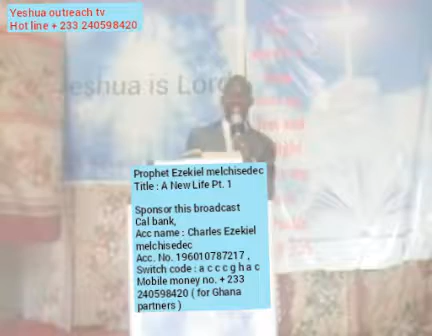 Yeshua outreach tv
Hot line + 233 240598420
Yeshua is Lord
Prophet Ezekiel melchisedec
Title : A New Life Pt. 1
Sponsor this broadcast
Cal bank,
Acc name : Charles Ezekiel
melchisedec
Acc. No. 196010787217 ,
Switch code : a c c c g h a c
Mobile money no. + 233
240598420 ( for Ghana
partners )